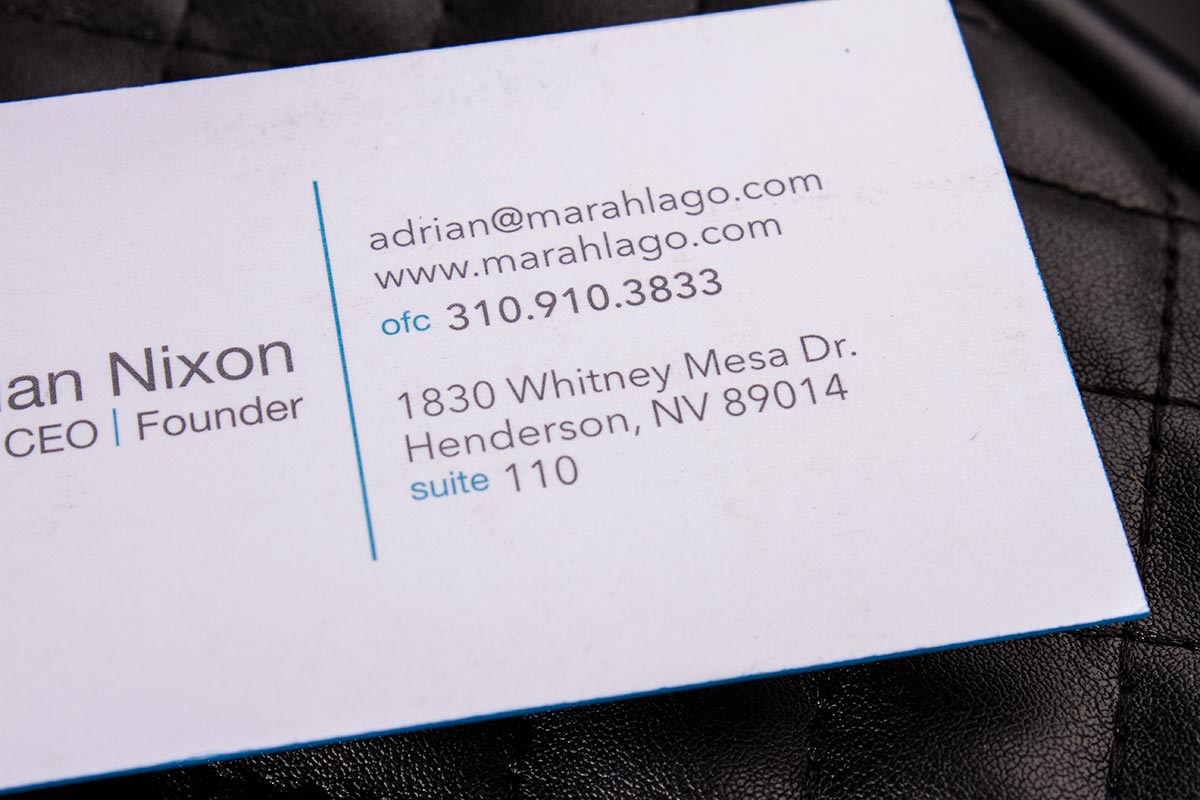 an Nixon
CEO | Founder
adrian@marahlago.com
www.marahlago.com
ofc 310.910.3833
1830 Whitney Mesa Dr.
Henderson, NV 89014
suite 110